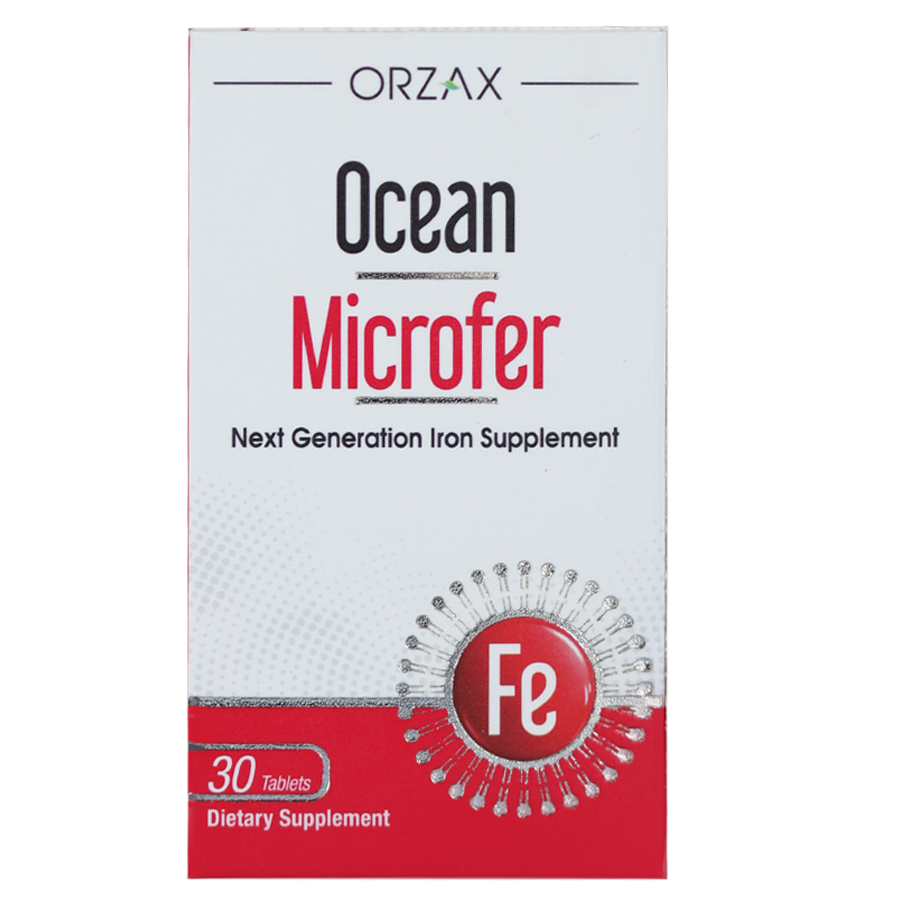 ORZAX
Ocean
Microfer
Next Generation Iron Supplement
Fe
30 Tablets
Dietary Supplement